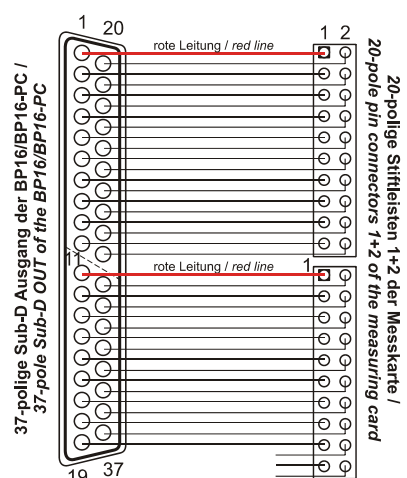 1 20
1 2
rote Leitung / red line
37-polige Sub-D Ausgang der BP16/BP16-PC /
37-pole Sub-D OUT of the BP16/BP16-PC
20-polige Stiftleisten 1+2 der Messkarte /
20-pole pin connectors 1+2 of the measuring card
11
rote Leitung / red line
1
19 37